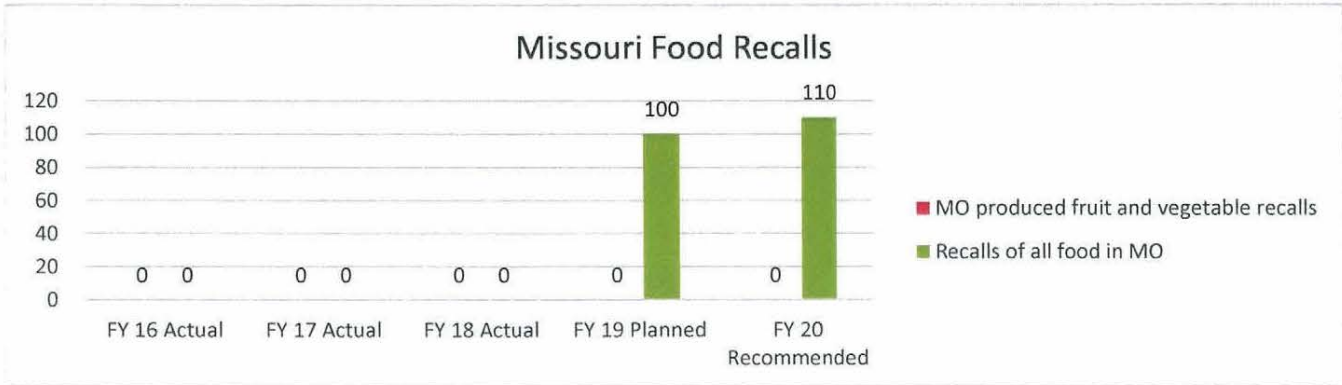 Missouri Food Recalls
120
100
80
60
40
20
0
0 0
0 0
0 0
0 100
0 110
FY 16 Actual
FY 17 Actual
FY 18 Actual
FY 19 Planned
FY 20
Recommended
MO produced fruit and vegetable recalls
Recalls of all food in MO